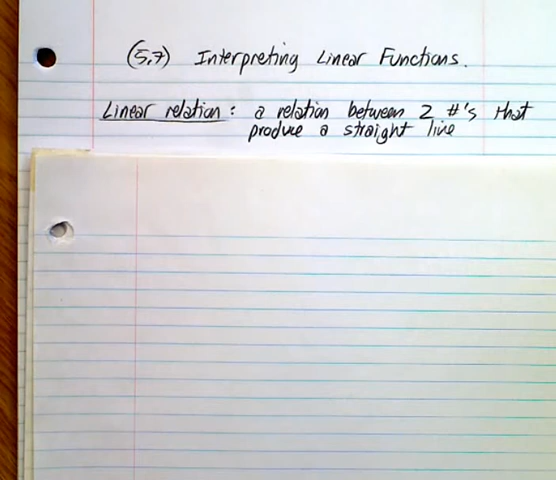 (5,7) Interpreting Linear Functions.
Linear relation: a relation between 2 #'s that
produce a straight line